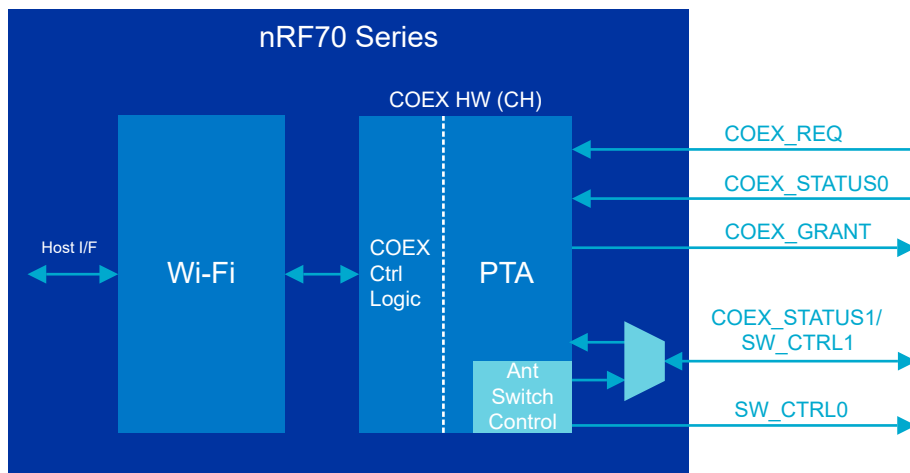 nRF70 Series
COEX HW (CH)
COEX_REQ
COEX_STATUS0
COEX_GRANT
Host I/F
Wi-Fi
COEX
Ctrl
Logic
PTA
COEX_STATUS1/
SW_CTRL1
Ant
Switch
Control
SW_CTRL0